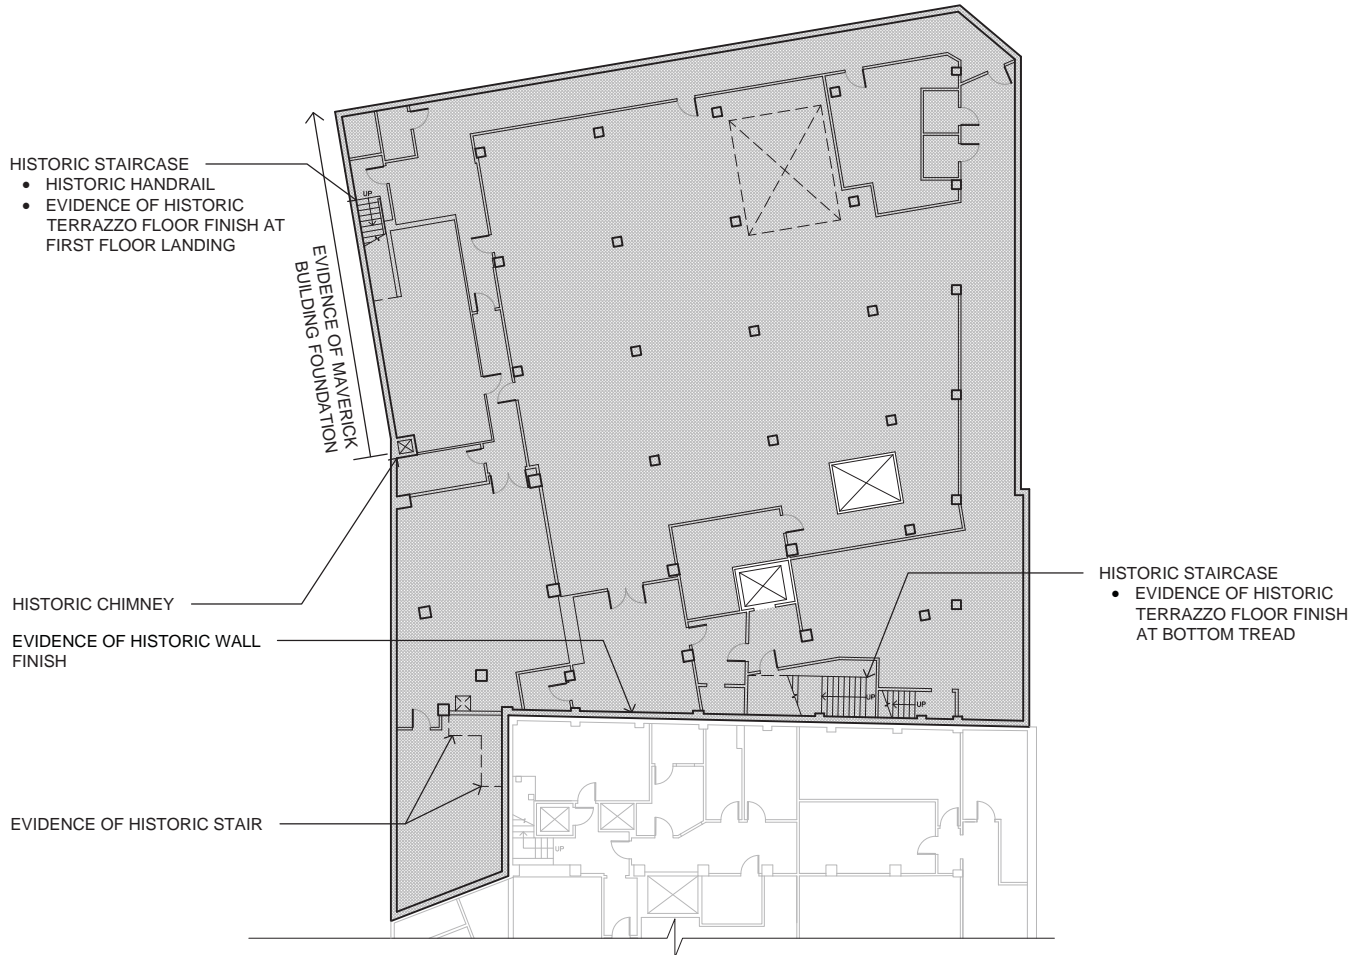 HISTORIC STAIRCASE
• HISTORIC HANDRAIL
• EVIDENCE OF HISTORIC
TERRAZZO FLOOR FINISH AT
FIRST FLOOR LANDING
UP
EVIDENCE OF MAVERICK
BUILDING FOUNDATION
HISTORIC CHIMNEY
EVIDENCE OF HISTORIC WALL
FINISH
HISTORIC STAIRCASE
• EVIDENCE OF HISTORIC
TERRAZZO FLOOR FINISH
AT BOTTOM TREAD
UP
UP
EVIDENCE OF HISTORIC STAIR
UP